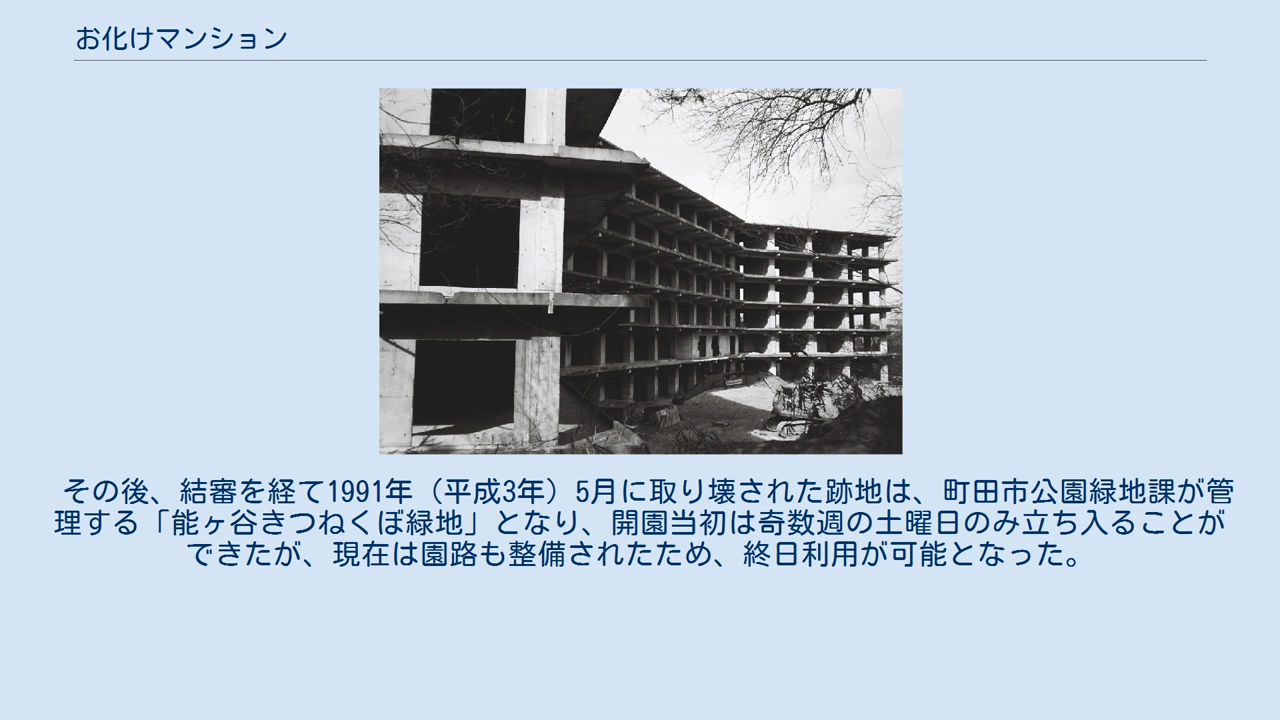 お化けマンション
その後、結審を経て1991年（平成3年）5月に取り壊された跡地は、町田市公園緑地課が管
理する「能ヶ谷きつねくぼ緑地」となり、開園当初は奇数週の土曜日のみ立ち入ることが
できたが、現在は園路も整備されたため、終日利用が可能となった。